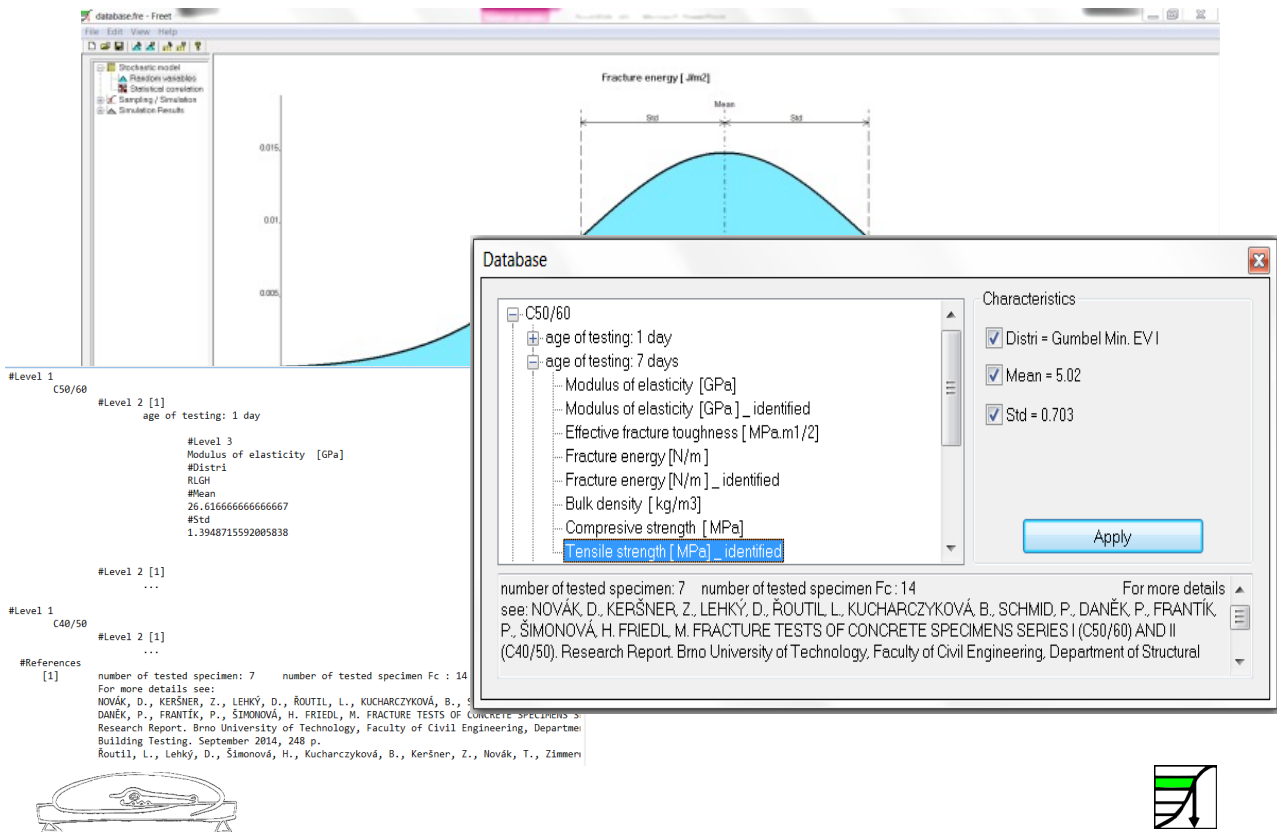 database.fre - Freet
File Edit View Help
Stochastic model
Random variables
Statistical correlation
Sampling / Simulation
Simulation Results
Fracture energy [ J/m2]
Mean
Std Std
0.015
0.01
0.005
Database
C50/60
age of testing: 1 day
age of testing: 7 days
Modulus of elasticity [GPa]
Modulus of elasticity [GPa ] _ identified
Effective fracture toughness [ MPa.m1/2]
Fracture energy [N/m ]
Fracture energy [N/m ] _ identified
Bulk density [ kg/m3]
Compresive strength [ MPa]
Tensile strength [ MPa] _ identified
Characteristics
Distri = Gumbel Min. EV I
Mean = 5.02
Std = 0.703
Apply
number of tested specimen: 7 number of tested specimen Fc : 14 For more details
see: NOVÁK, D., KERŠNER, Z., LEHKÝ, D., ŘOUTIL, L., KUCHARCZYKOVÁ, B., SCHMID, P., DANĚK, P., FRANTÍK,
P., ŠIMONOVÁ, H. FRIEDL, M. FRACTURE TESTS OF CONCRETE SPECIMENS SERIES I (C50/60) AND II
(C40/50). Research Report. Brno University of Technology, Faculty of Civil Engineering, Department of Structural
#Level 1
C50/60
#Level 2 [1]
age of testing: 1 day
#Level 3
Modulus of elasticity [GPa]
#Distri
RLGH
#Mean
26.616666666666667
#Std
1.3948715592005838
#Level 2 [1]
...
#Level 1
C40/50
#Level 2 [1]
...
#References
[1] number of tested specimen: 7 number of tested specimen Fc : 14
For more details see:
NOVÁK, D., KERŠNER, Z., LEHKÝ, D., ŘOUTIL, L., KUCHARCZYKOVÁ, B.,
DANĚK, P., FRANTÍK, P., ŠIMONOVÁ, H. FRIEDL, M. FRACTURE TESTS OF CONCRETE SPECIMENS
Research Report. Brno University of Technology, Faculty of Civil Engineering, Departme
Building Testing. September 2014, 248 p.
Řoutil, L., Lehký, D., Šimonová, H., Kucharczyková, B., Keršner, Z., Novák, T., Zimmer